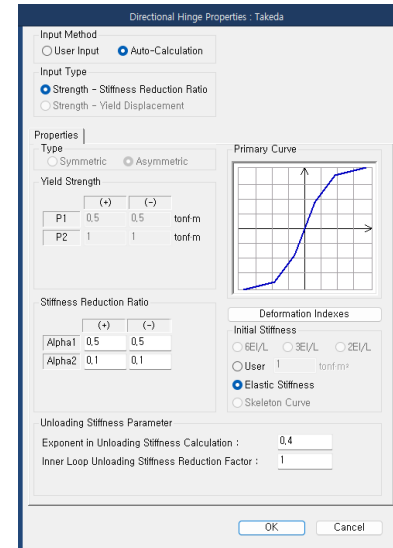 Directional Hinge Properties : Takeda
Input Method
User Input Auto-Calculation
Input Type
Strength - Stiffness Reduction Ratio
Strength - Yield Displacement
Properties
Type
Symmetric Asymmetric
Yield Strength
(+) (-)
P1 0,5 0,5 tonf·m
P2 1 1 tonf·m
Primary Curve
Stiffness Reduction Ratio
(+) (-)
Alpha1 0,5 0,5
Alpha2 0,1 0,1
Deformation Indexes
Initial Stiffness
6EI/L 3EI/L 2EI/L
User 1 tonf·m²
Elastic Stiffness
Skeleton Curve
Unloading Stiffness Parameter
Exponent in Unloading Stiffness Calculation : 0,4
Inner Loop Unloading Stiffness Reduction Factor : 1
OK Cancel